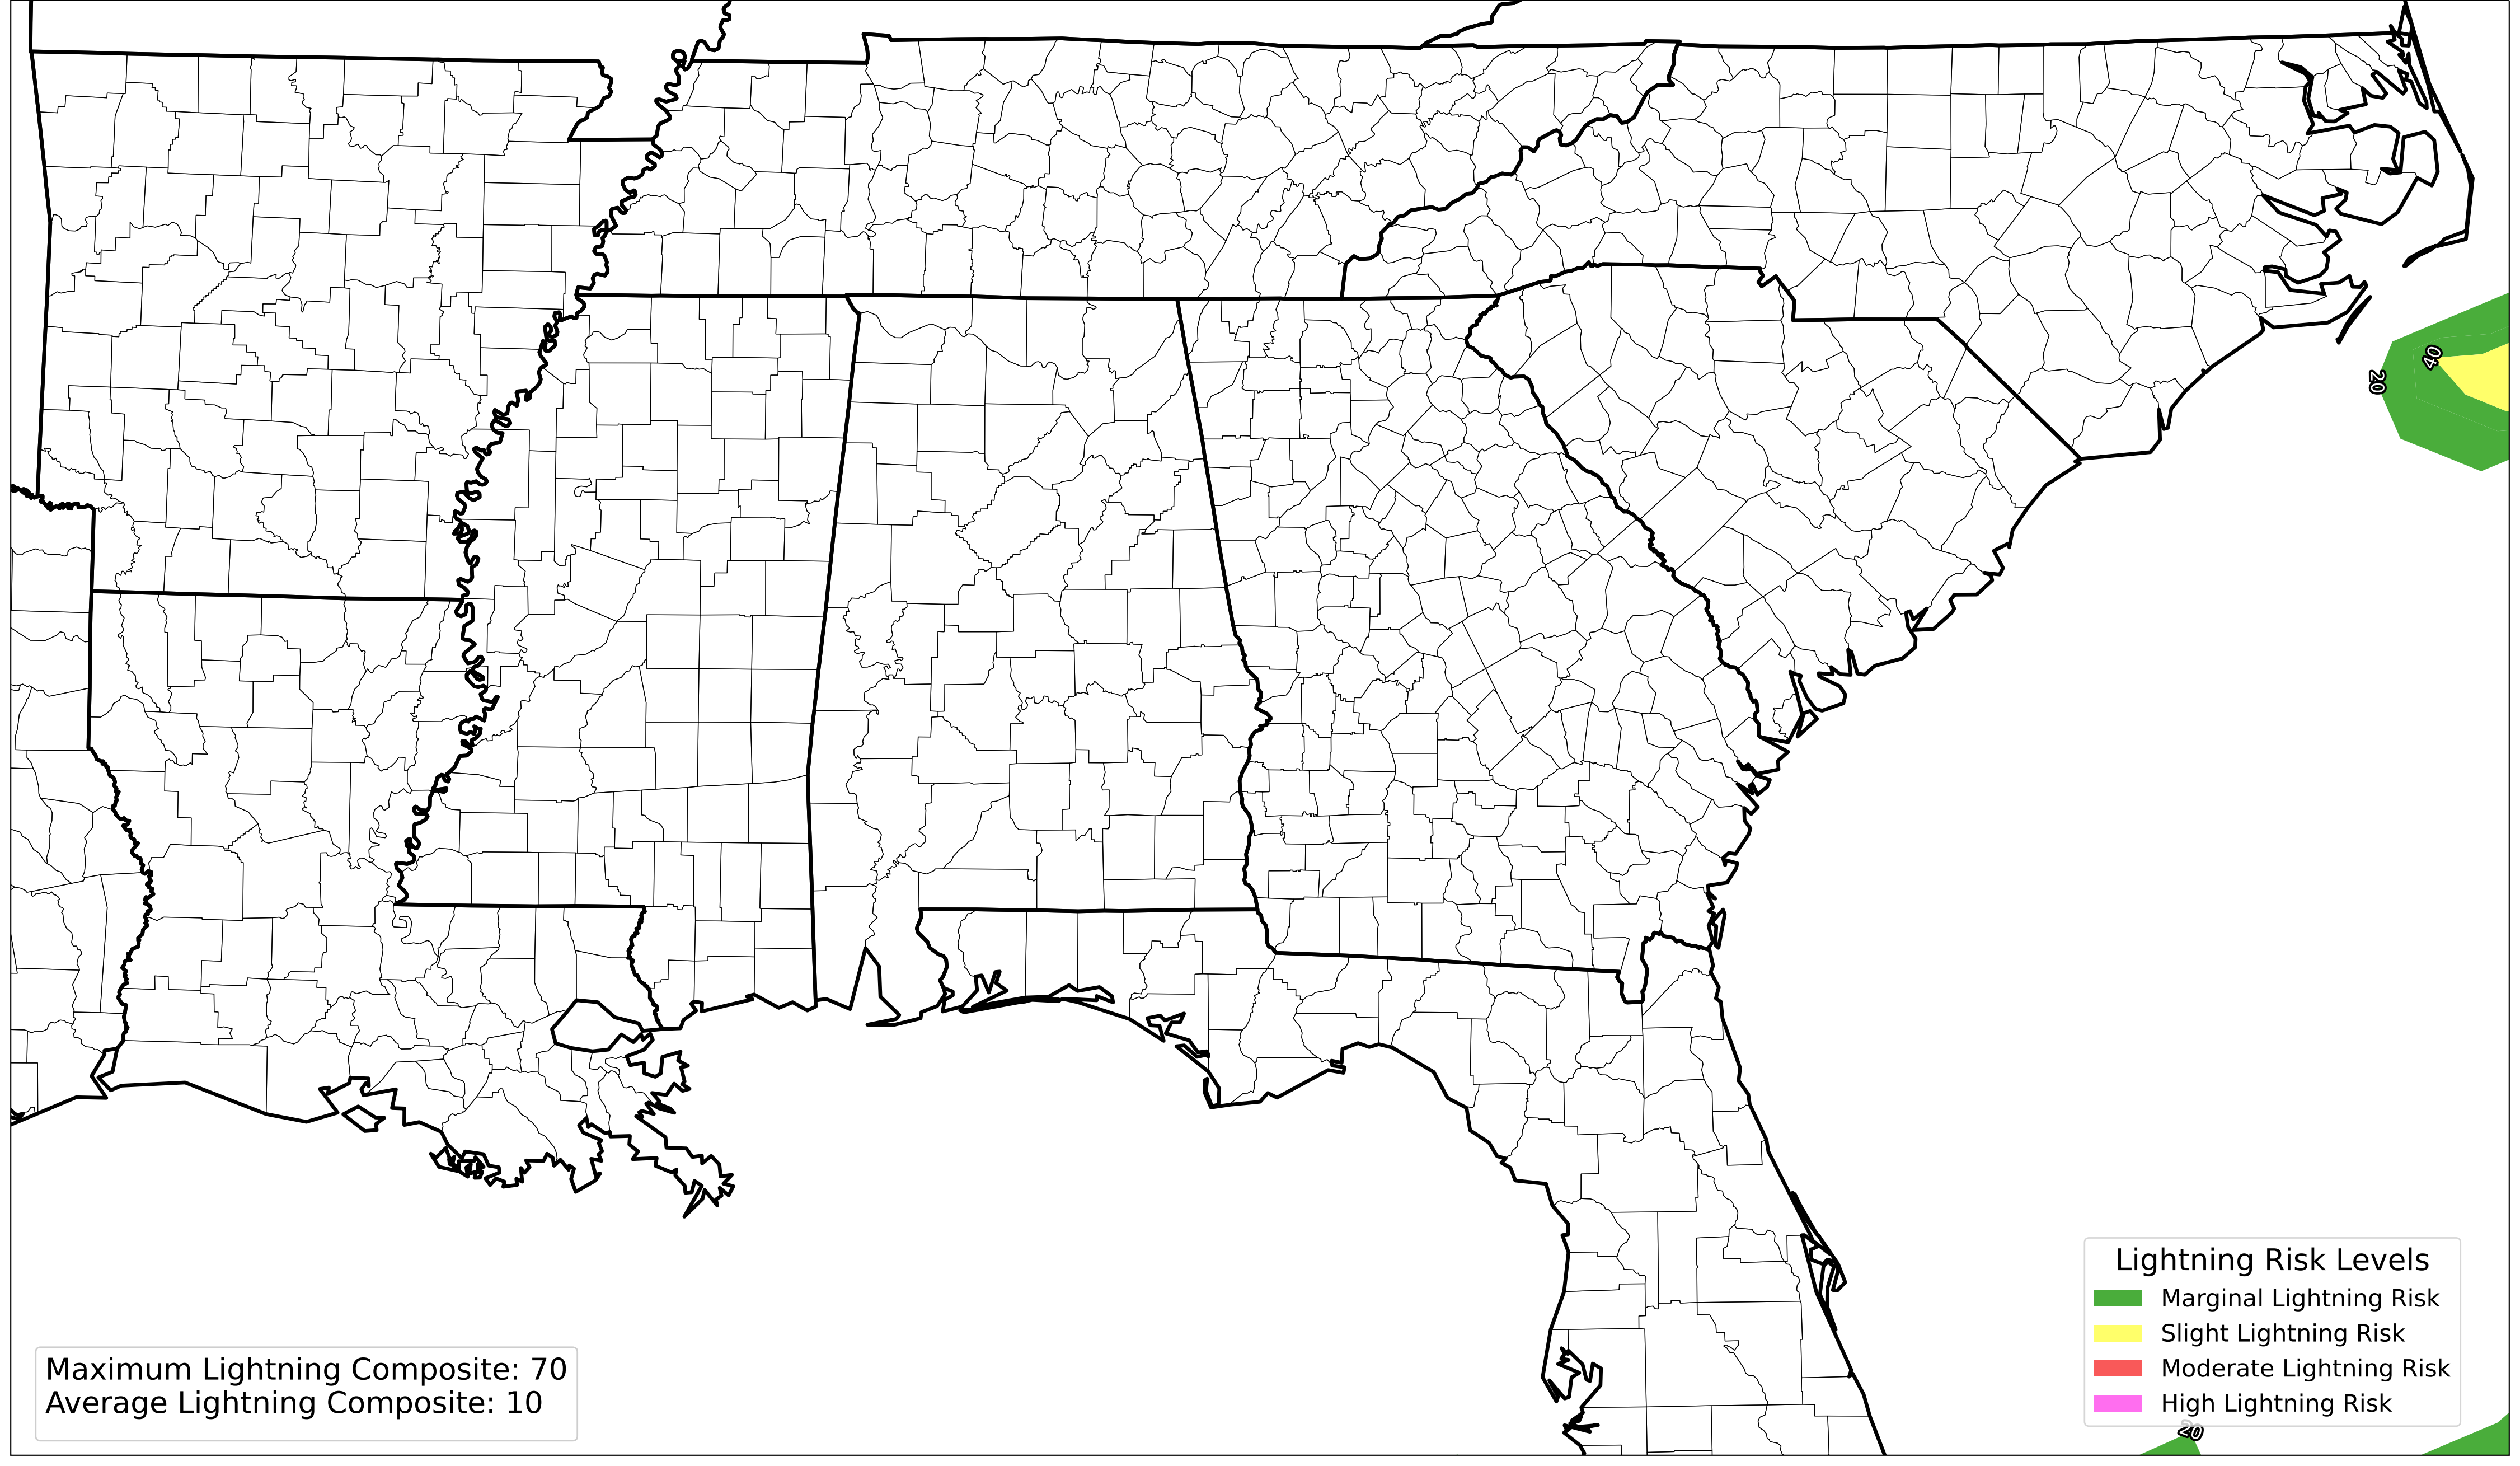 20
40
Lightning Risk Levels
Marginal Lightning Risk
Slight Lightning Risk
Moderate Lightning Risk
High Lightning Risk
Maximum Lightning Composite: 70
Average Lightning Composite: 10
20